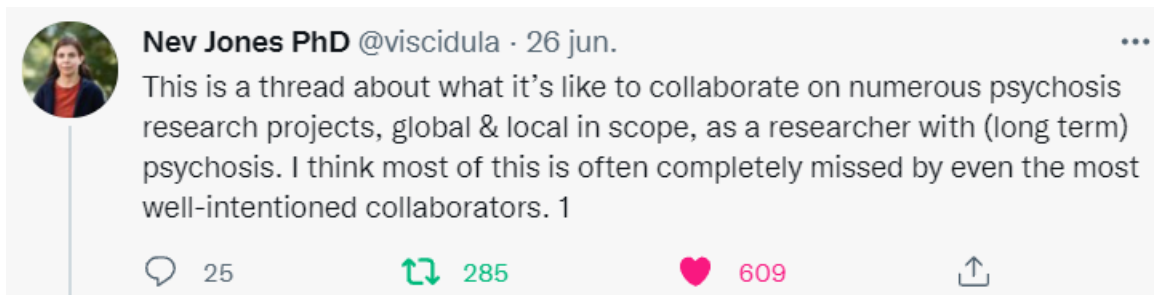 Nev Jones PhD @viscidula · 26 jun.
This is a thread about what it’s like to collaborate on numerous psychosis
research projects, global & local in scope, as a researcher with (long term)
psychosis. I think most of this is often completely missed by even the most
well-intentioned collaborators. 1
25 285 609